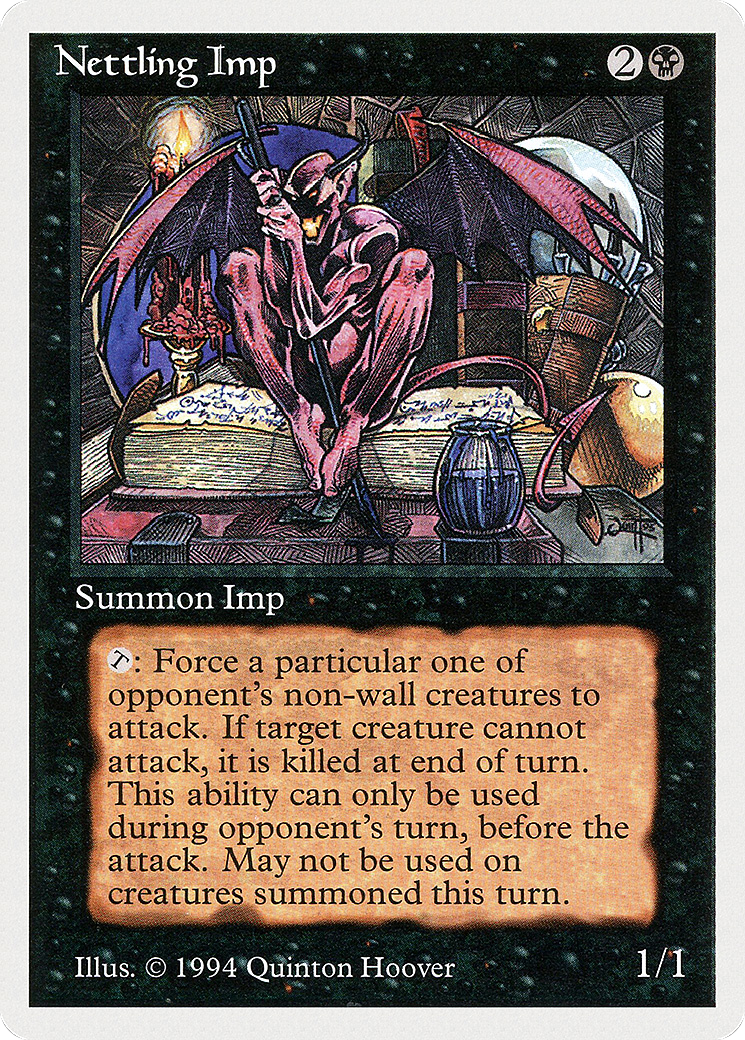 Nettling Imp 2
Summon Imp
T: Force a particular one of
opponent's non-wall creatures to
attack. If target creature cannot
attack, it is killed at end of turn.
This ability can only be used
during opponent's turn, before the
attack. May not be used on
creatures summoned this turn.
Illus. © 1994 Quinton Hoover 1/1